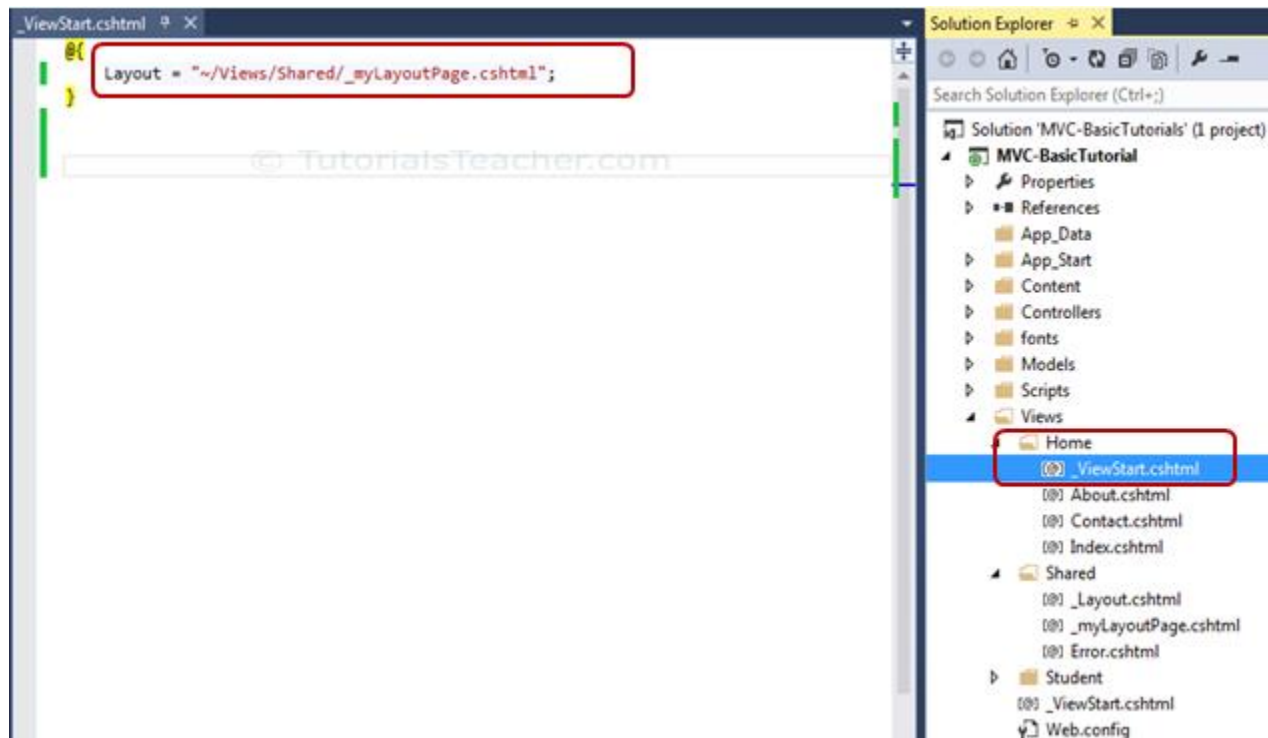 _ViewStart.cshtml
@{
Layout = "~/Views/Shared/_myLayoutPage.cshtml";
}
© TutorialsTeacher.com
Solution Explorer
Search Solution Explorer (Ctrl+;)
Solution 'MVC-BasicTutorials' (1 project)
MVC-BasicTutorial
Properties
References
App_Data
App_Start
Content
Controllers
fonts
Models
Scripts
Views
Home
_ViewStart.cshtml
About.cshtml
Contact.cshtml
Index.cshtml
Shared
_Layout.cshtml
_myLayoutPage.cshtml
Error.cshtml
Student
_ViewStart.cshtml
Web.config